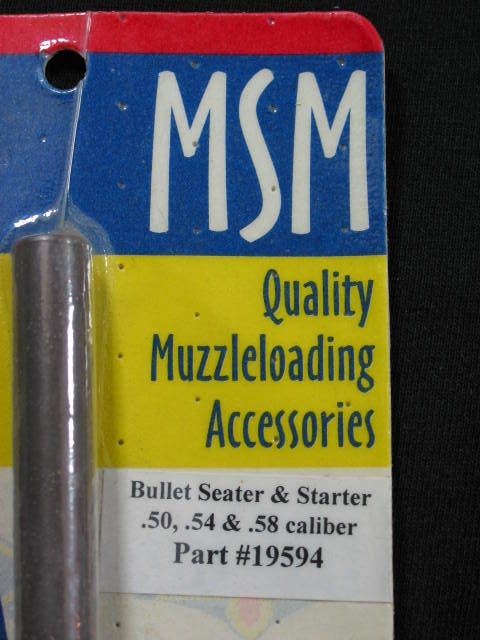 MSM
Quality
Muzzleloading
Accessories
Bullet Seater & Starter
.50, .54 & .58 caliber
Part #19594